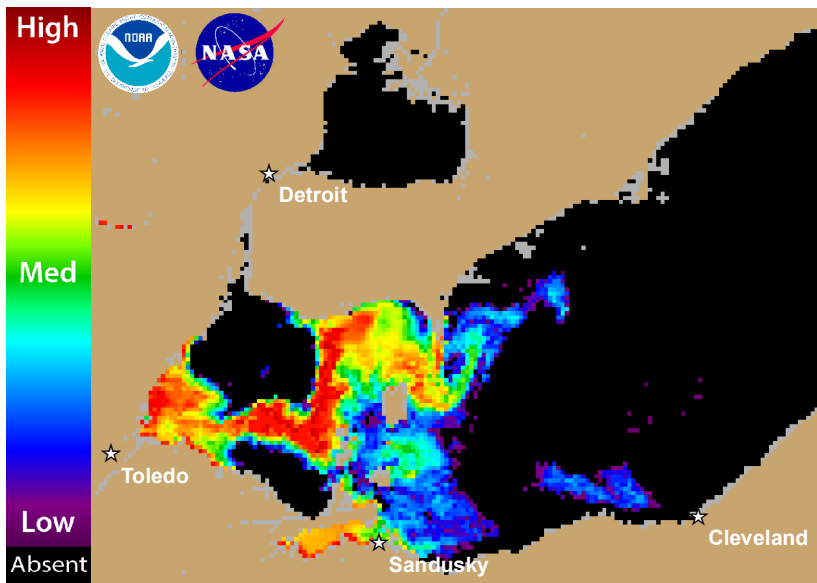 High
Med
Low
Absent
NOAA
NASA
Detroit
Toledo
Sandusky
Cleveland